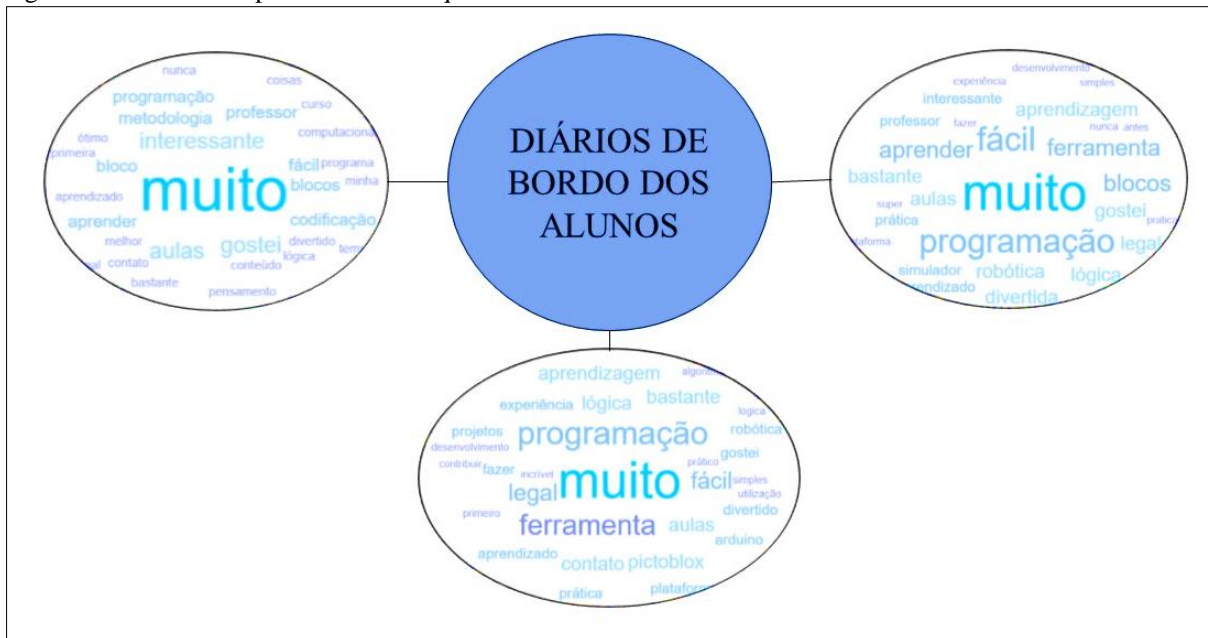 DIÁRIOS DE
BORDO DOS
ALUNOS
nunca
coisas
programação
curso
metodologia
professor
ótimo
computacional
primeira
interessante
bloco
fácil
programa
muito
blocos
minha
aprendizado
aprender
codificação
melhor
aulas
gostei
divertido
contato
lógica
conteúdo
bastante
pensamento
desenvolvimento
experiência
simples
interessante
aprendizagem
professor
fazer
fácil
nunca
antes
aprender
ferramenta
bastante
muito
blocos
super
aulas
gostei
prática
programação
legal
simulador
robótica
lógica
divertida
aprendizagem
experiência
lógica
bastante
logica
projetos
programação
robótica
desenvolvimento
gostei
contribuir
fazer
incrível
muito
prático
fácil
simples
legal
utilização
primeiro
ferramenta
aulas
divertido
arduino
aprendizado
contato
pictoblox
prática